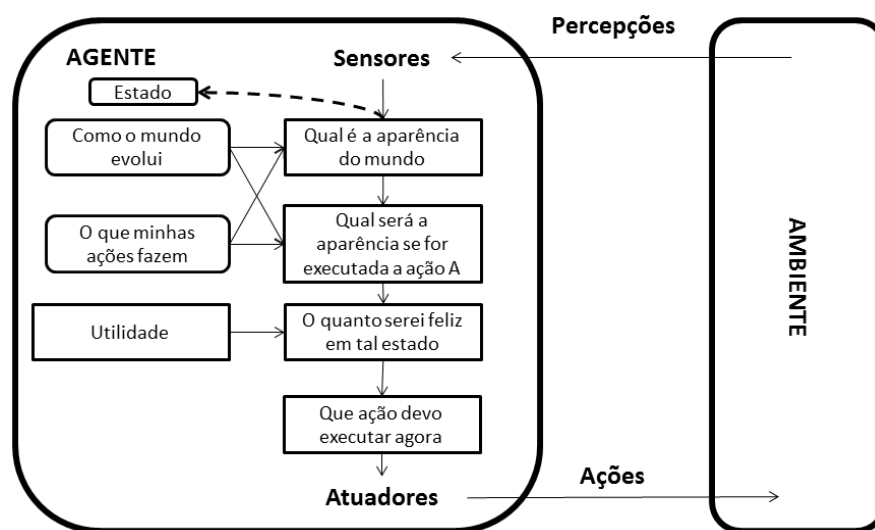 Percepções
AGENTE
Sensores
Estado
Como o mundo
evolui
Qual é a aparência
do mundo
O que minhas
ações fazem
Qual será a
aparência se for
executada a ação A
Utilidade
O quanto serei feliz
em tal estado
Que ação devo
executar agora
Atuadores
Ações
AMBIENTE